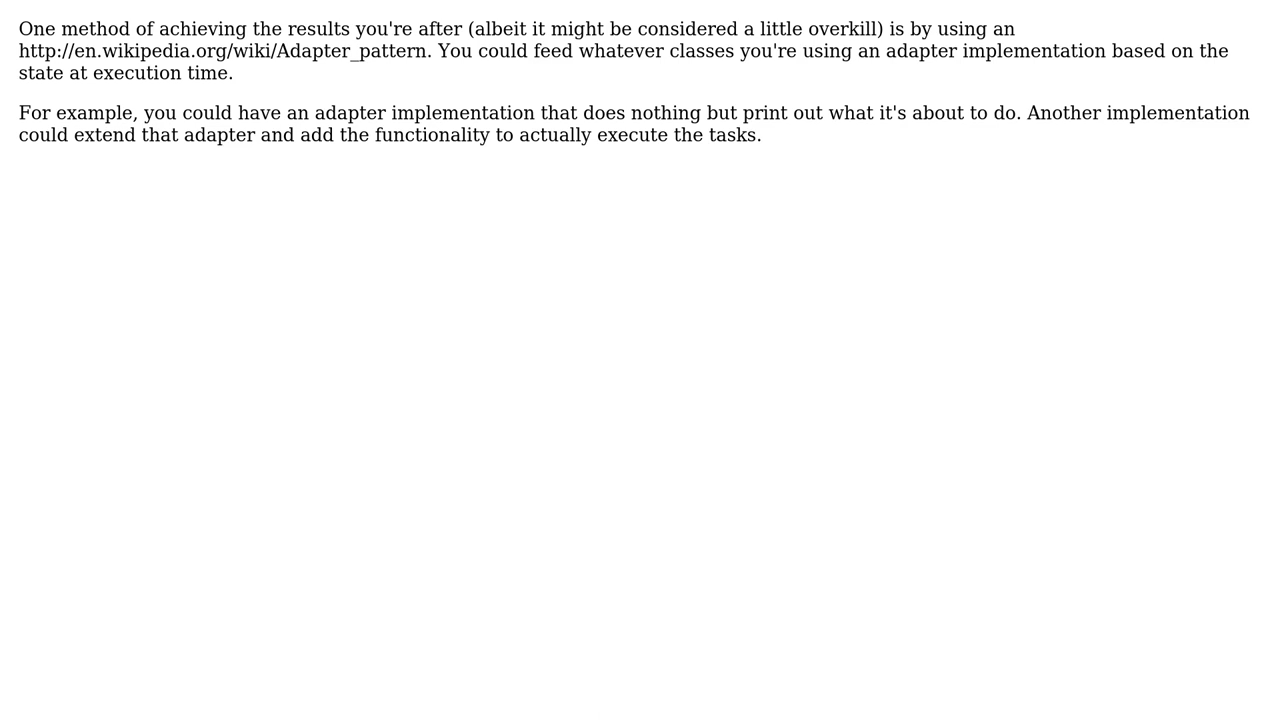 One method of achieving the results you're after (albeit it might be considered a little overkill) is by using an
http://en.wikipedia.org/wiki/Adapter_pattern. You could feed whatever classes you're using an adapter implementation based on the
state at execution time.
For example, you could have an adapter implementation that does nothing but print out what it's about to do. Another implementation
could extend that adapter and add the functionality to actually execute the tasks.